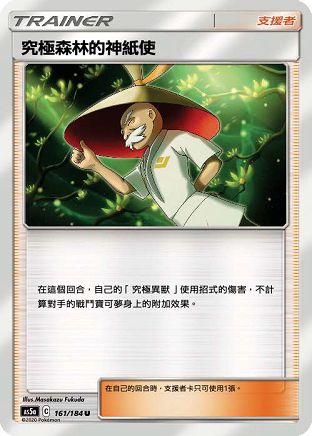 TRAINER
支援者
究極森林的神紙使
在這個回合,自己的「究極異獸」使用招式的傷害,不計
算對手的戰鬥寶可夢身上的附加效果。
Illus.Masakazu Fukuda
AS5a C 161/184 U
©2020 Pokémon
在自己的回合時,支援者卡只可使用1張。